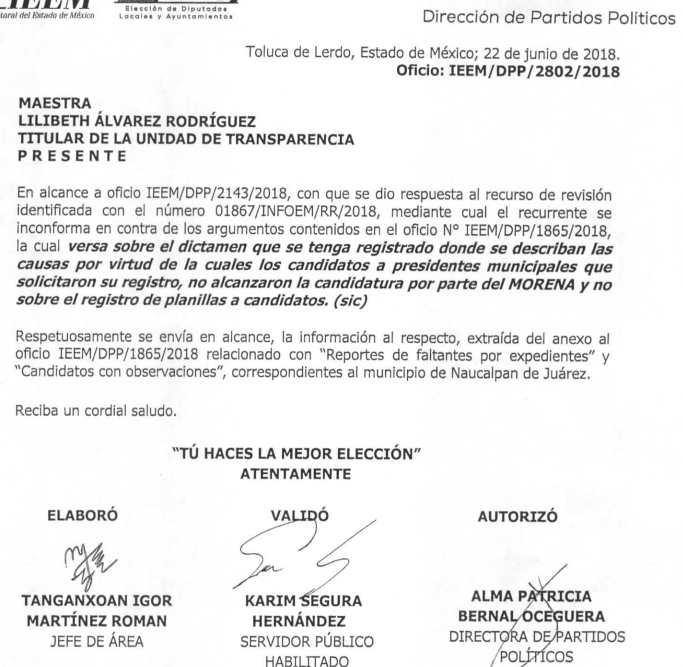 IEEM
toral del Estado de México
Elección de Diputados
Locales y Ayuntamientos
Dirección de Partidos Políticos
Toluca de Lerdo, Estado de México; 22 de junio de 2018.
Oficio: IEEM/DPP/2802/2018
MAESTRA
LILIBETH ÁLVAREZ RODRÍGUEZ
TITULAR DE LA UNIDAD DE TRANSPARENCIA
P R E S E N T E
En alcance a oficio IEEM/DPP/2143/2018, con que se dio respuesta al recurso de revisión
identificada con el número 01867/INFOEM/RR/2018, mediante cual el recurrente se
inconforma en contra de los argumentos contenidos en el oficio N° IEEM/DPP/1865/2018,
la cual versa sobre el dictamen que se tenga registrado donde se describan las
causas por virtud de la cuales los candidatos a presidentes municipales que
solicitaron su registro, no alcanzaron la candidatura por parte del MORENA y no
sobre el registro de planillas a candidatos. (sic)
Respetuosamente se envía en alcance, la información al respecto, extraída del anexo al
oficio IEEM/DPP/1865/2018 relacionado con “Reportes de faltantes por expedientes” y
“Candidatos con observaciones”, correspondientes al municipio de Naucalpan de Juárez.
Reciba un cordial saludo.
“TÚ HACES LA MEJOR ELECCIÓN”
ATENTAMENTE
ELABORÓ
TANGANXOAN IGOR
MARTÍNEZ ROMAN
JEFE DE ÁREA
VALIDÓ
KARIM SEGURA
HERNÁNDEZ
SERVIDOR PÚBLICO
HABILITADO
AUTORIZÓ
ALMA PATRICIA
BERNAL OCEGUERA
DIRECTORA DE PARTIDOS
POLÍTICOS